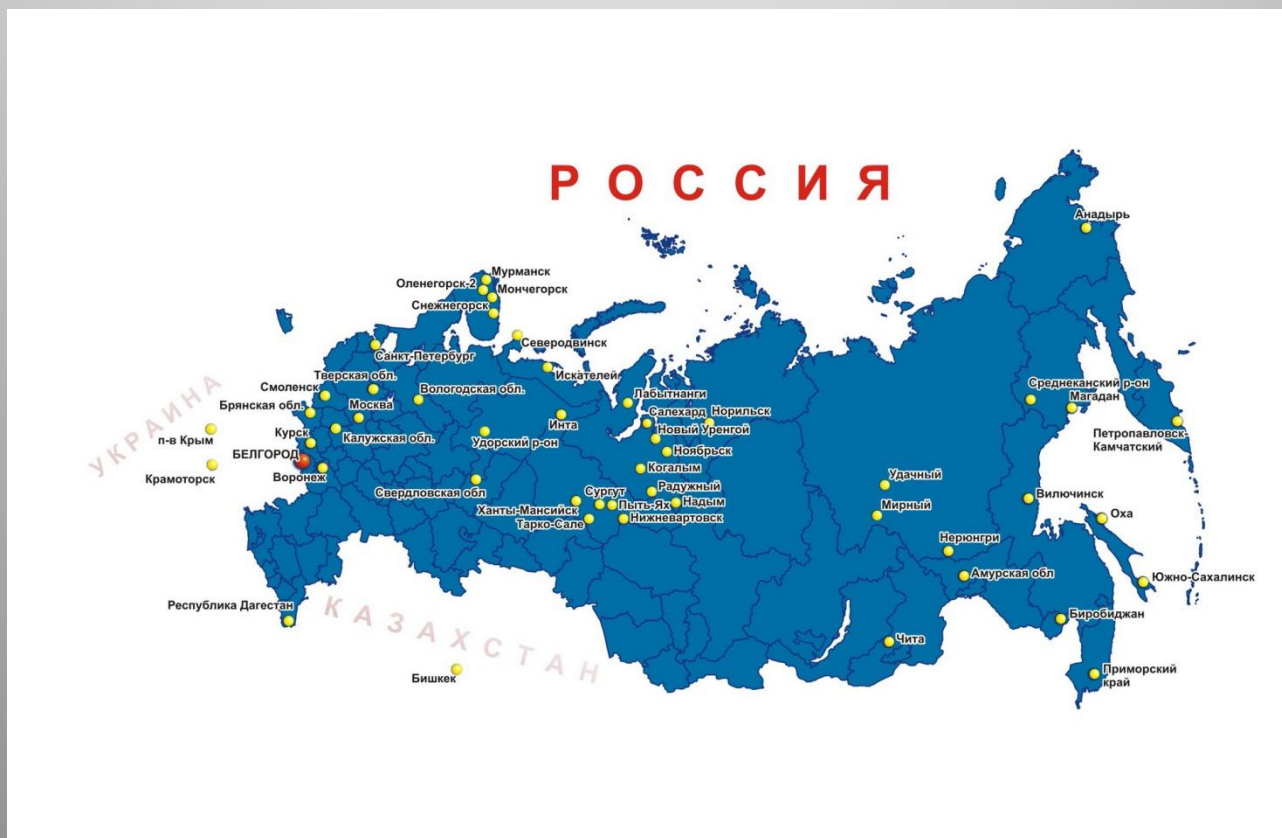 РОССИЯ
Анадырь
Мурманск
Оленегорск-2
Мончегорск
Снежнегорск
Северодвинск
Санкт-Петербург
Искателей
Тверская обл.
Смоленск
Вологодская обл.
Лабытнанги
Среднеканский р-он
Магадан
Брянская обл.
Москва
Салехард
Норильск
УКРАИНА
Инта
Новый Уренгой
Петропавловск-
Камчатский
п-в Крым
Курск
Калужская обл.
Удорский р-он
Ноябрьск
БЕЛГОРОД
Когалым
Крамоторск
Воронеж
Удачный
Свердловская обл
Сургут
Радужный
Вилючинск
Ханты-Мансийск
Пыть-Ях
Надым
Мирный
Тарко-Сале
Нижневартовск
Оха
Нерюнгри
Амурская обл
Южно-Сахалинск
Республика Дагестан
КАЗАХСТАН
Биробиджан
Чита
Бишкек
Приморский
край